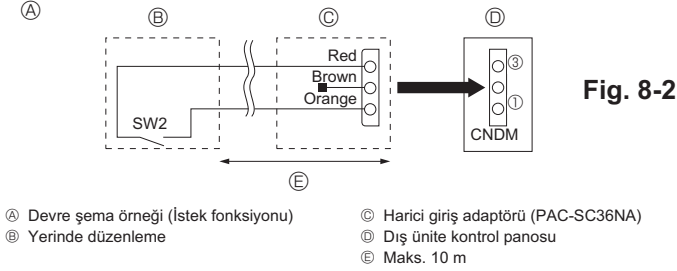 Ⓐ
Ⓑ
Ⓒ
Ⓓ
Red
Brown
Orange
SW2
③
①
CNDM
Fig. 8-2
Ⓔ
Ⓐ Devre şema örneği (İstek fonksiyonu)
Ⓑ Yerinde düzenleme
Ⓒ Harici giriş adaptörü (PAC-SC36NA)
Ⓓ Dış ünite kontrol panosu
Ⓔ Maks. 10 m